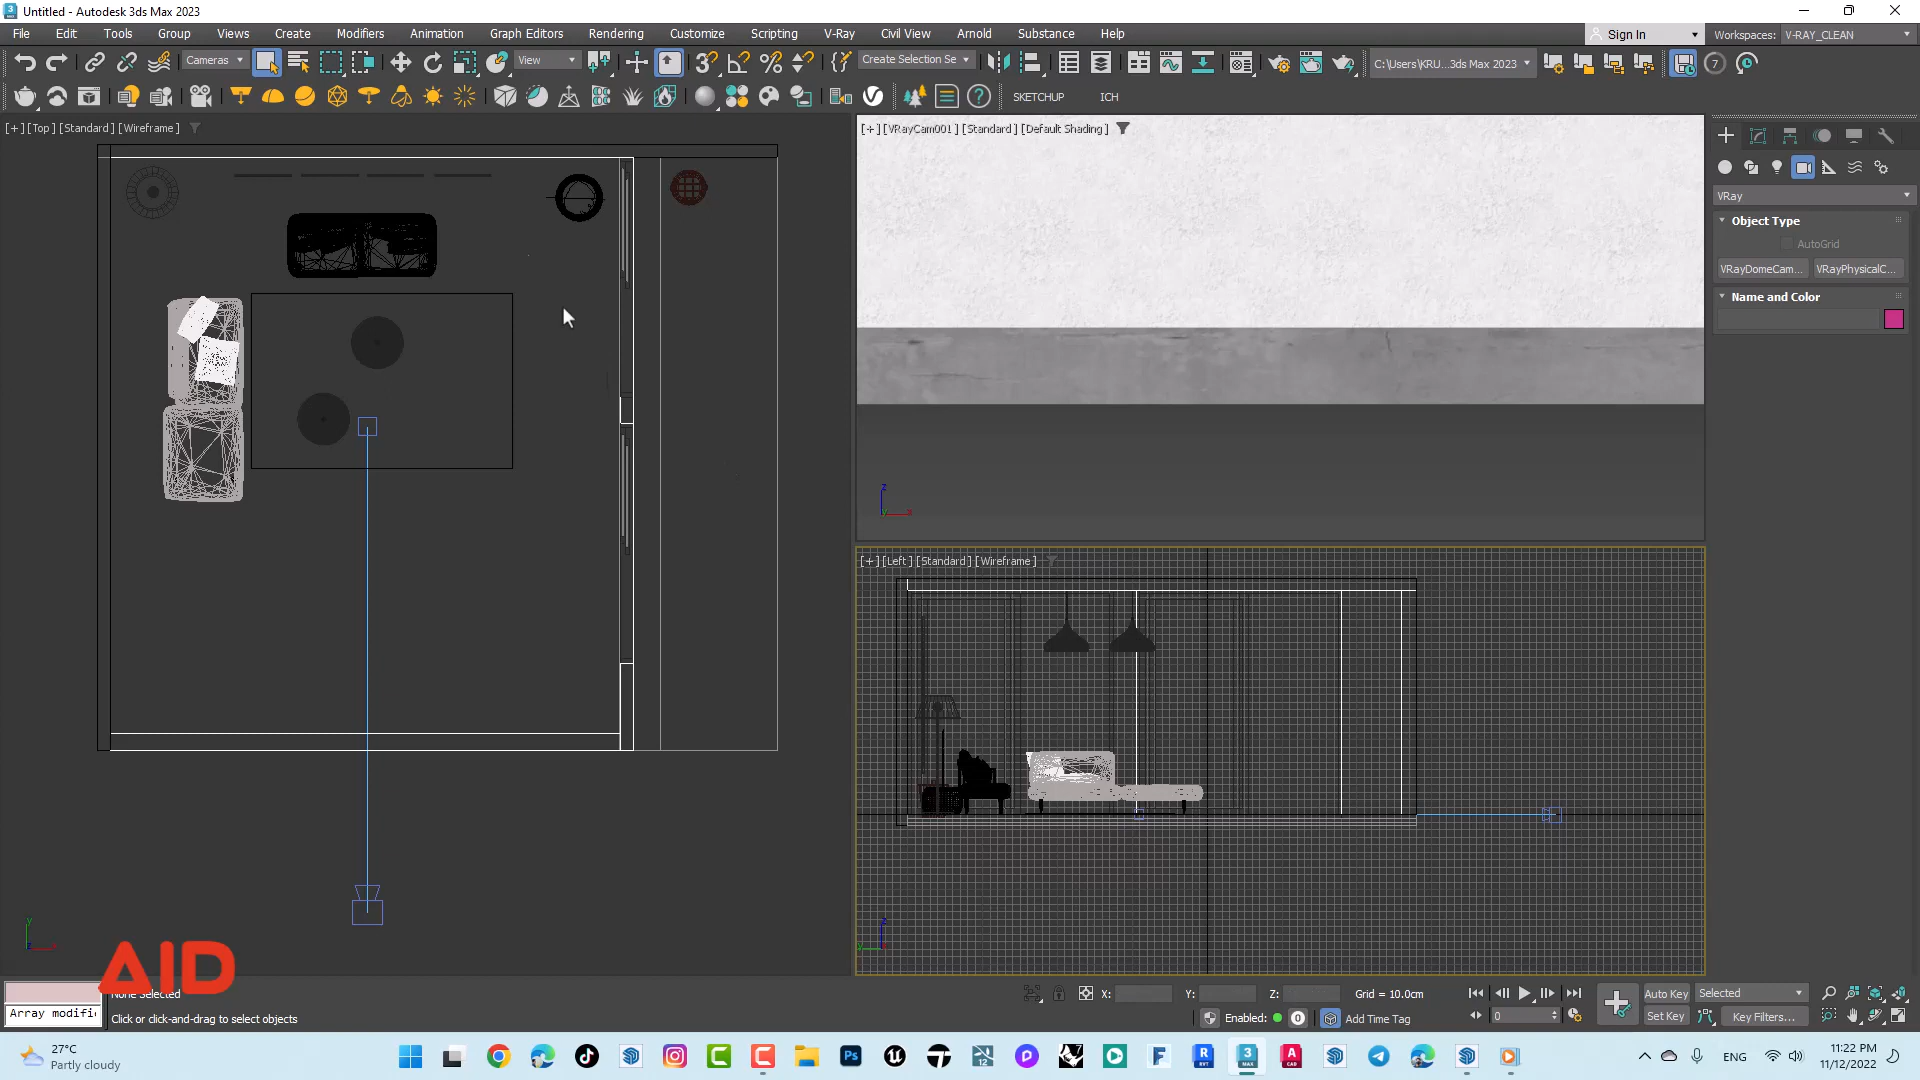 Untitled - Autodesk 3ds Max 2023
File Edit Tools Group Views Create Modifiers Animation Graph Editors Rendering Customize Scripting Civil View V-Ray Arnold Substance Help
Sign In Workspaces: V-RAY_CLEAN
Cameras View Create Selection Se C:\Users\KRU...3ds Max 2023 7
SKETCHUP ICH
[+] [Top] [Standard] [Wireframe]
[+] [VRayCam001] [Standard] [Default Shading]
VRay
Object Type
AutoGrid
VRayDomeCam... VRayPhysicalC...
Name and Color
z
x
[+] [Left] [Standard] [Wireframe]
y
z
x
z
y
AID
None Selected
X: Y: Z: Grid = 10.0cm
Auto Key Selected
Array modifi
Click or click-and-drag to select objects
Enabled: 0 Add Time Tag
0
Set Key Key Filters...
27°C
Partly cloudy
ENG
11:22 PM
11/12/2022